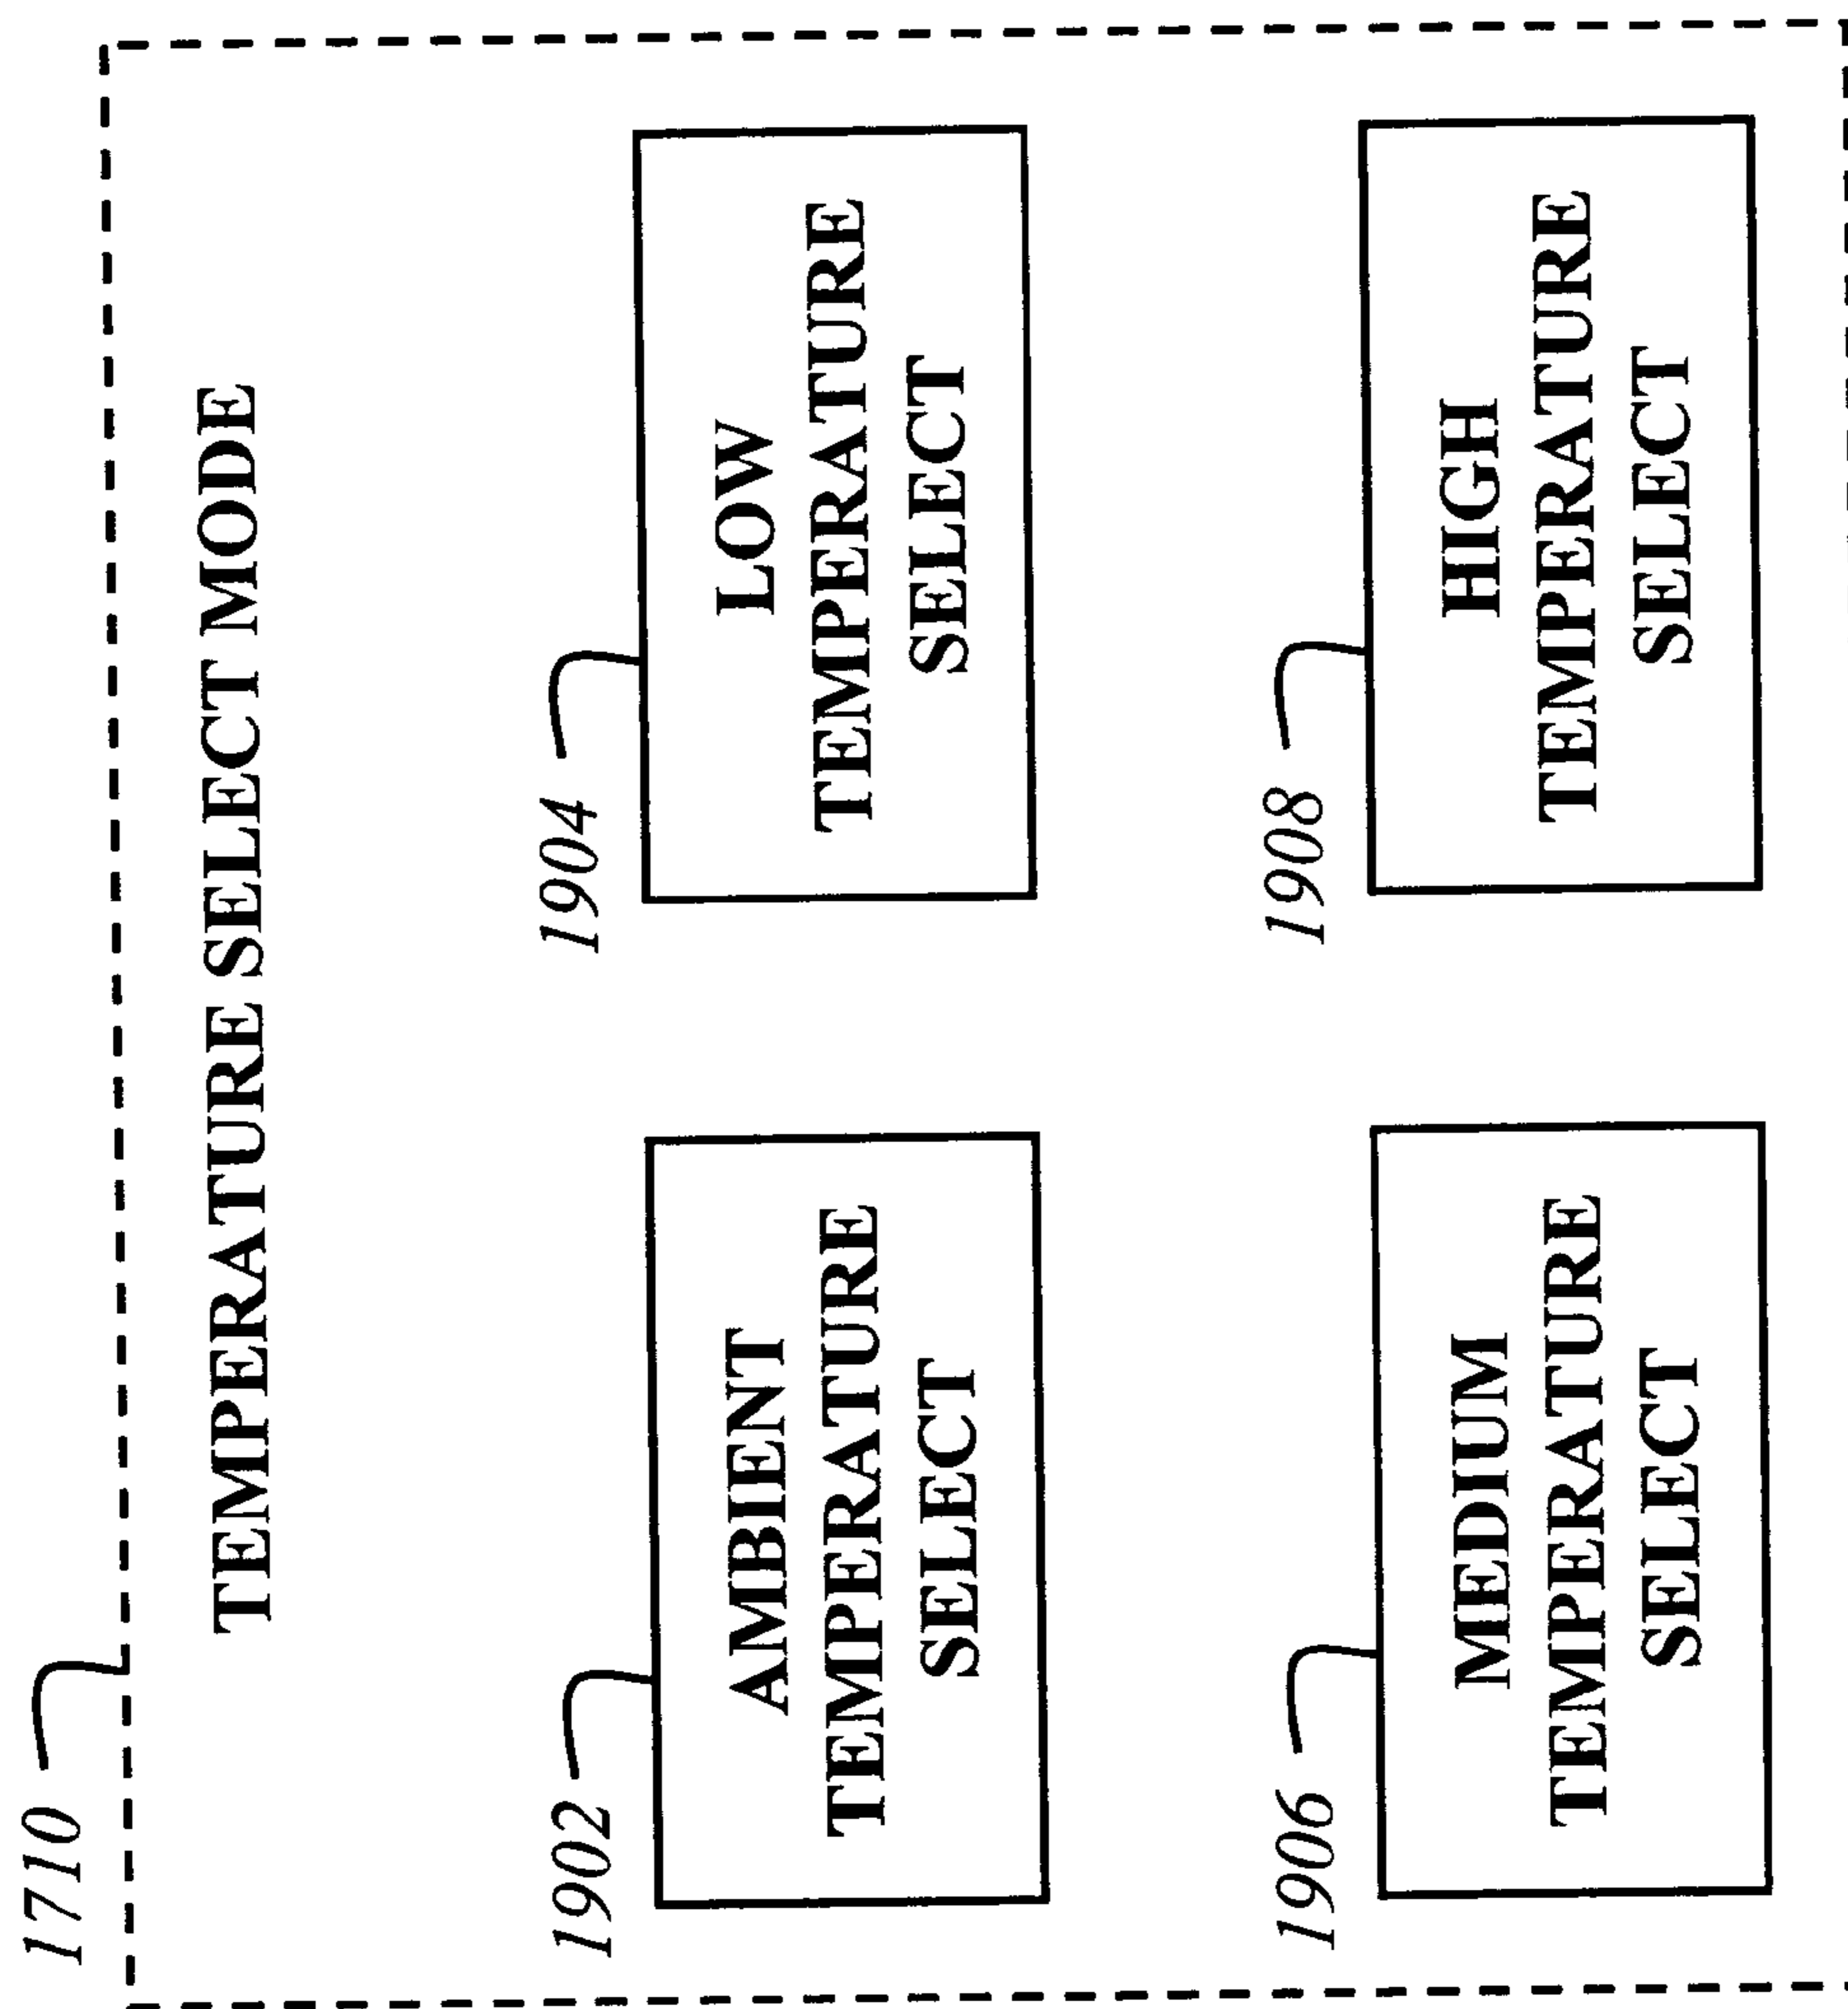 1710
TEMPERATURE SELECT MODE
1902
AMBIENT
TEMPERATURE
SELECT
1904
LOW
TEMPERATURE
SELECT
1906
MEDIUM
TEMPERATURE
SELECT
1908
HIGH
TEMPERATURE
SELECT